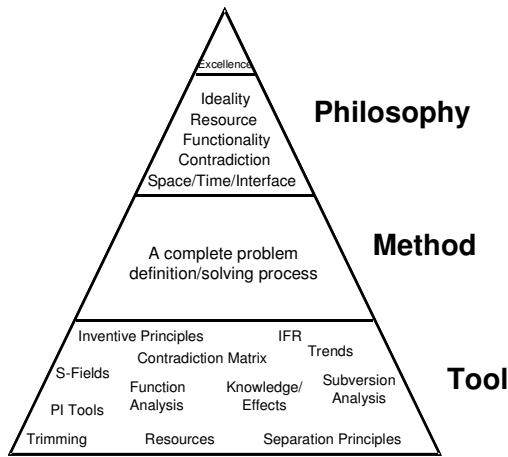 Excellence
Ideality
Resource
Functionality
Contradiction
Space/Time/Interface
Philosophy
A complete problem
definition/solving process
Method
Inventive Principles
IFR
Contradiction Matrix
Trends
S-Fields
Function
Analysis
Knowledge/
Effects
Subversion
Analysis
Tool
PI Tools
Trimming
Resources
Separation Principles